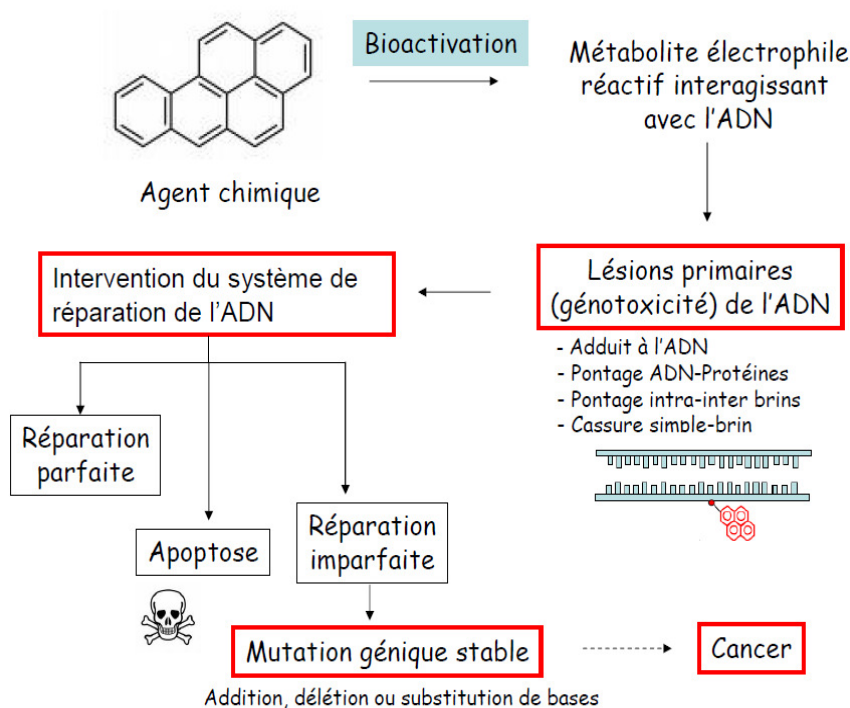 Bioactivation
Métabolite électrophile
réactif interagissant
avec l'ADN
Agent chimique
Lésions primaires
(génotoxicité) de l'ADN
- Adduit à l'ADN
- Pontage ADN-Protéines
- Pontage intra-inter brins
- Cassure simple-brin
Intervention du système de
réparation de l'ADN
Réparation
parfaite
Apoptose
Réparation
imparfaite
Mutation génique stable
Addition, délétion ou substitution de bases
Cancer